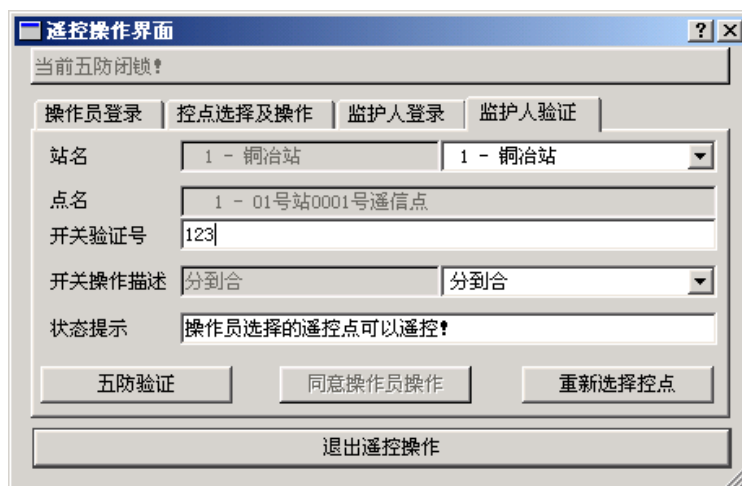 遥控操作界面
当前五防闭锁!
操作员登录 控点选择及操作 监护人登录 监护人验证
站名 1 - 铜冶站 1 - 铜冶站
点名 1 - 01号站0001号遥信点
开关验证号 123
开关操作描述 分到合 分到合
状态提示 操作员选择的遥控点可以遥控!
五防验证 同意操作员操作 重新选择控点
退出遥控操作